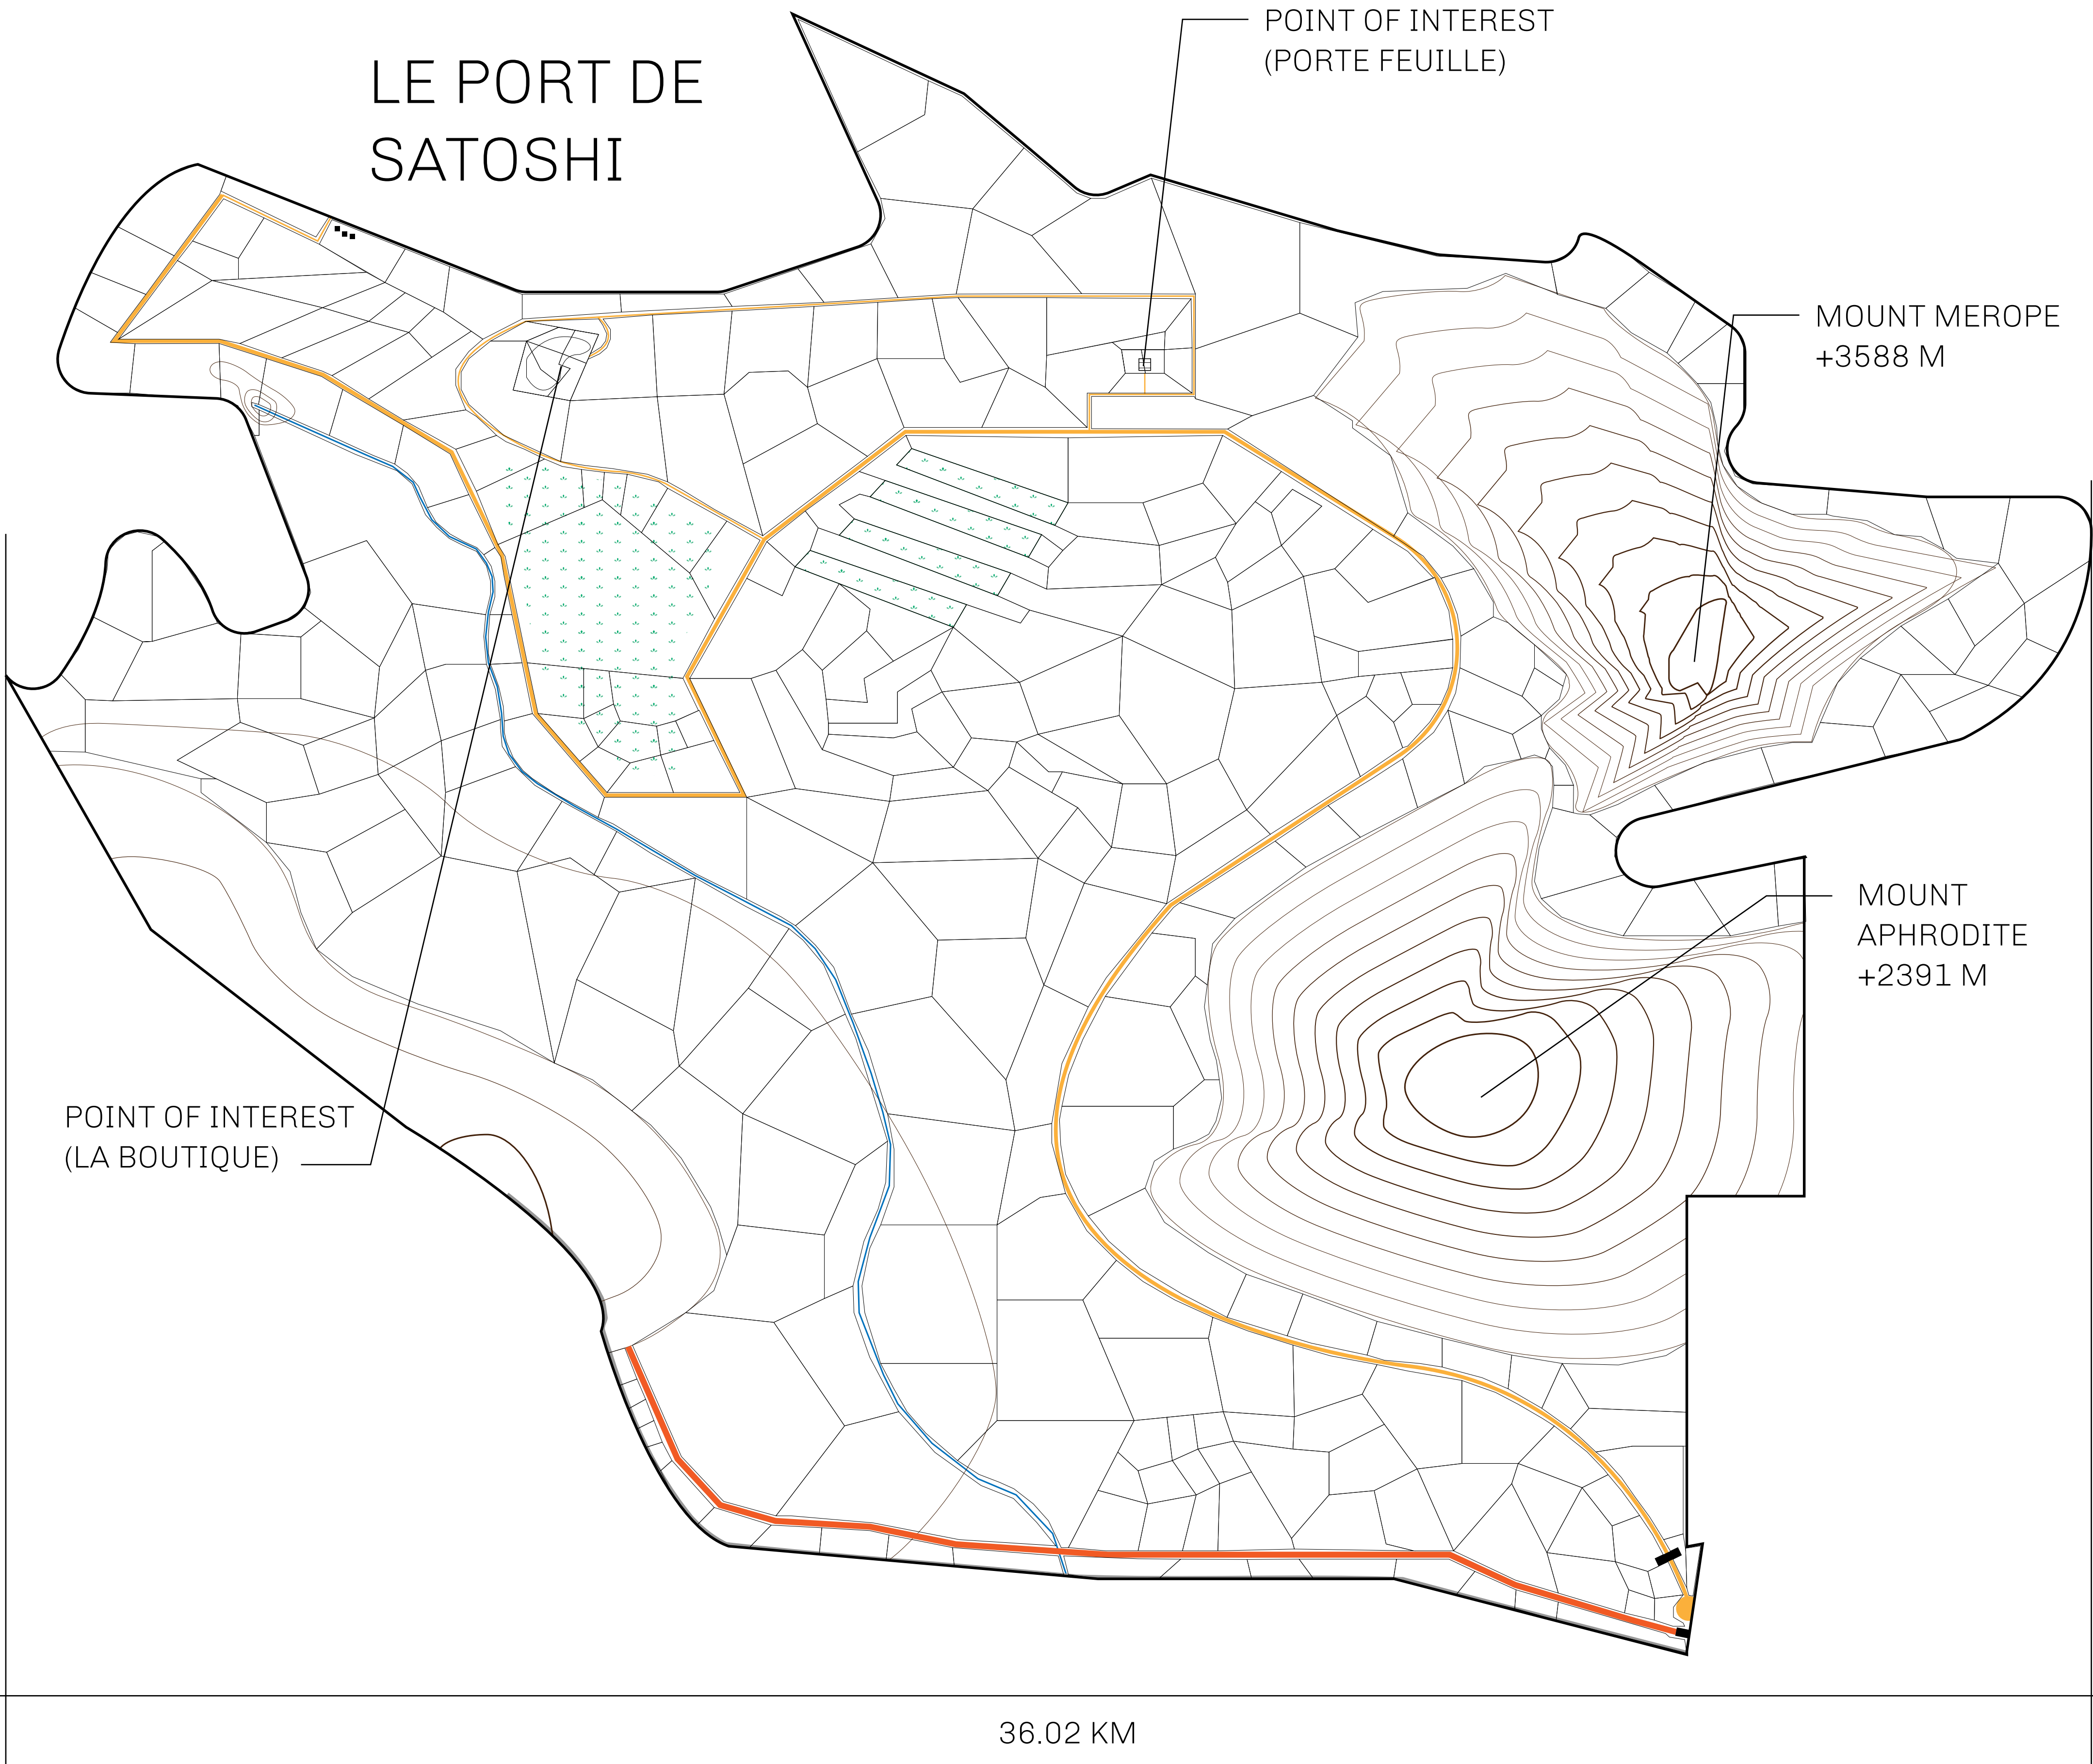 POINT OF INTEREST
(PORTE FEUILLE)
LE PORT DE
SATOSHI
MOUNT MEROPE
+3588 M
MOUNT
APHRODITE
+2391 M
POINT OF INTEREST
(LA BOUTIQUE)
36.02 KM